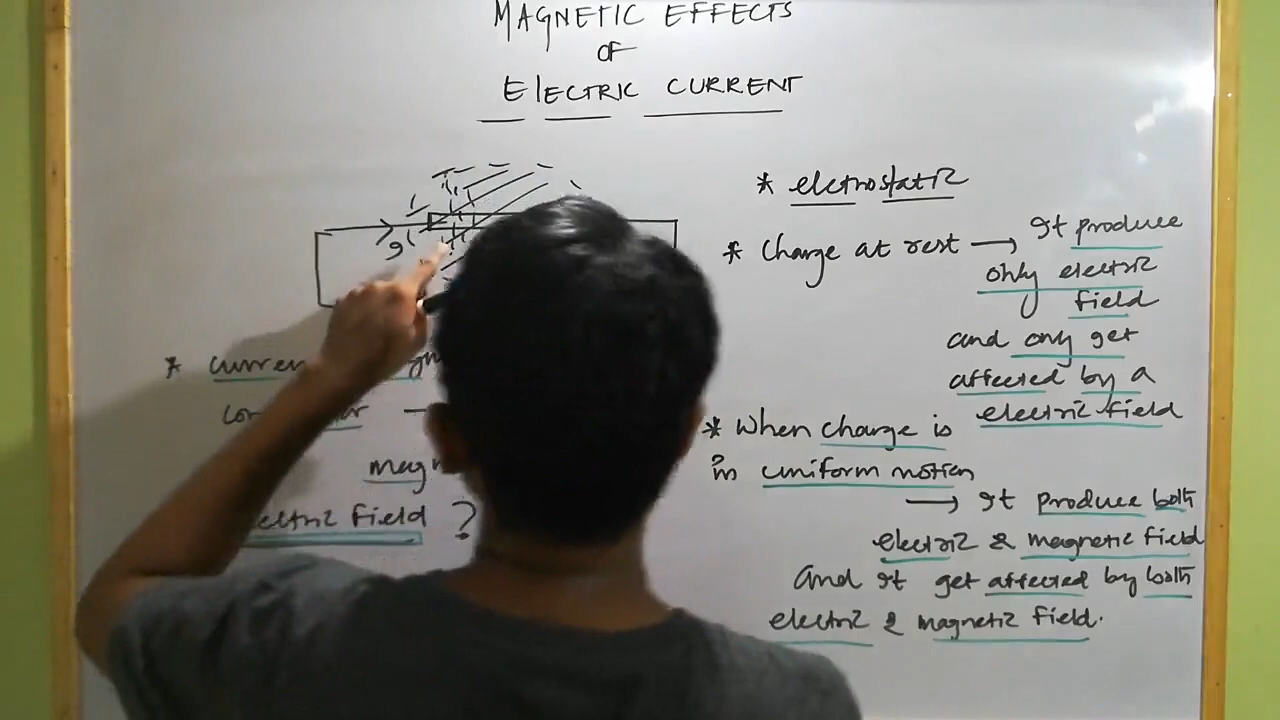 MAGNETIC EFFECTS
OF
ElECTRIC CURRENT
* electrostatic
* Charge at rest → It produce
only electric
field
and only get
affected by a
electric field
* When charge is
in uniform motion
→ It produce both
electric & magnetic field
And it get affected by both
electric & magnetic field.
*
field ?